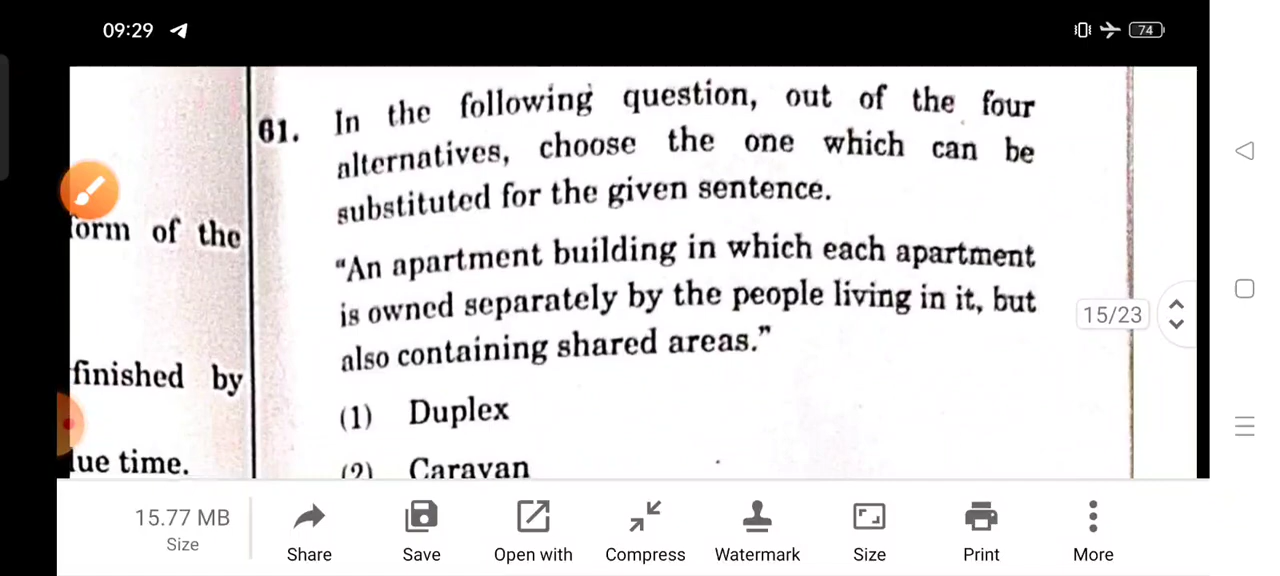 09:29
74
61. In the following question, out of the four
alternatives, choose the one which can be
substituted for the given sentence.
form of the
"An apartment building in which each apartment
is owned separately by the people living in it, but
also containing shared areas."
15/23
finished by
(1) Duplex
lue time.
(2) Caravan
15.77 MB
Size
Share
Save
Open with
Compress
Watermark
Size
Print
More